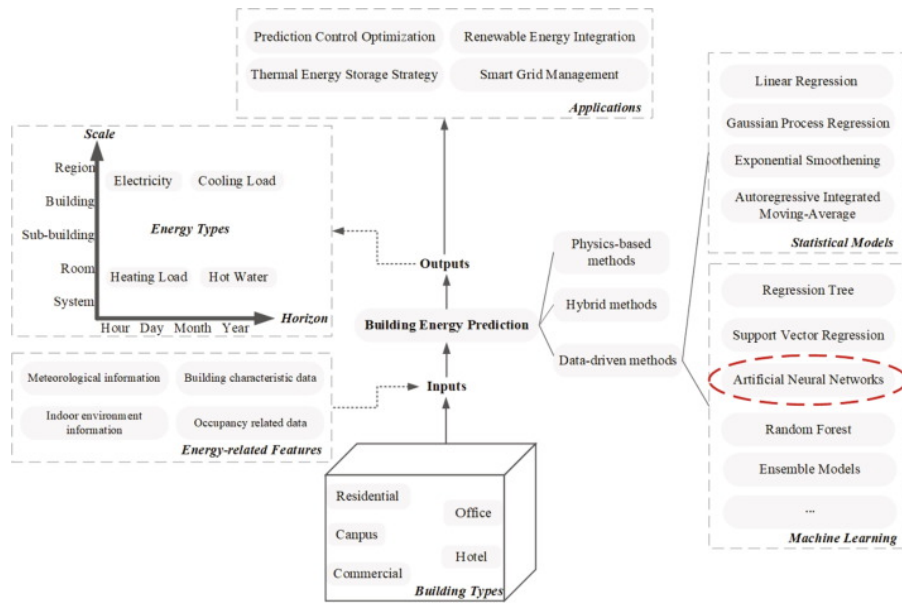 Prediction Control Optimization
Renewable Energy Integration
Thermal Energy Storage Strategy
Smart Grid Management
Applications
Scale
Region
Building
Sub-building
Room
System
Electricity
Cooling Load
Energy Types
Heating Load
Hot Water
Hour Day Month Year
Horizon
Outputs
Building Energy Prediction
Inputs
Meteorological information
Building characteristic data
Indoor environment
information
Occupancy related data
Energy-related Features
Residential
Office
Canpus
Hotel
Commercial
Building Types
Physics-based
methods
Hybrid methods
Data-driven methods
Linear Regression
Gaussian Process Regression
Exponential Smoothening
Autoregressive Integrated
Moving-Average
Statistical Models
Regression Tree
Support Vector Regression
Artificial Neural Networks
Random Forest
Ensemble Models
...
Machine Learning